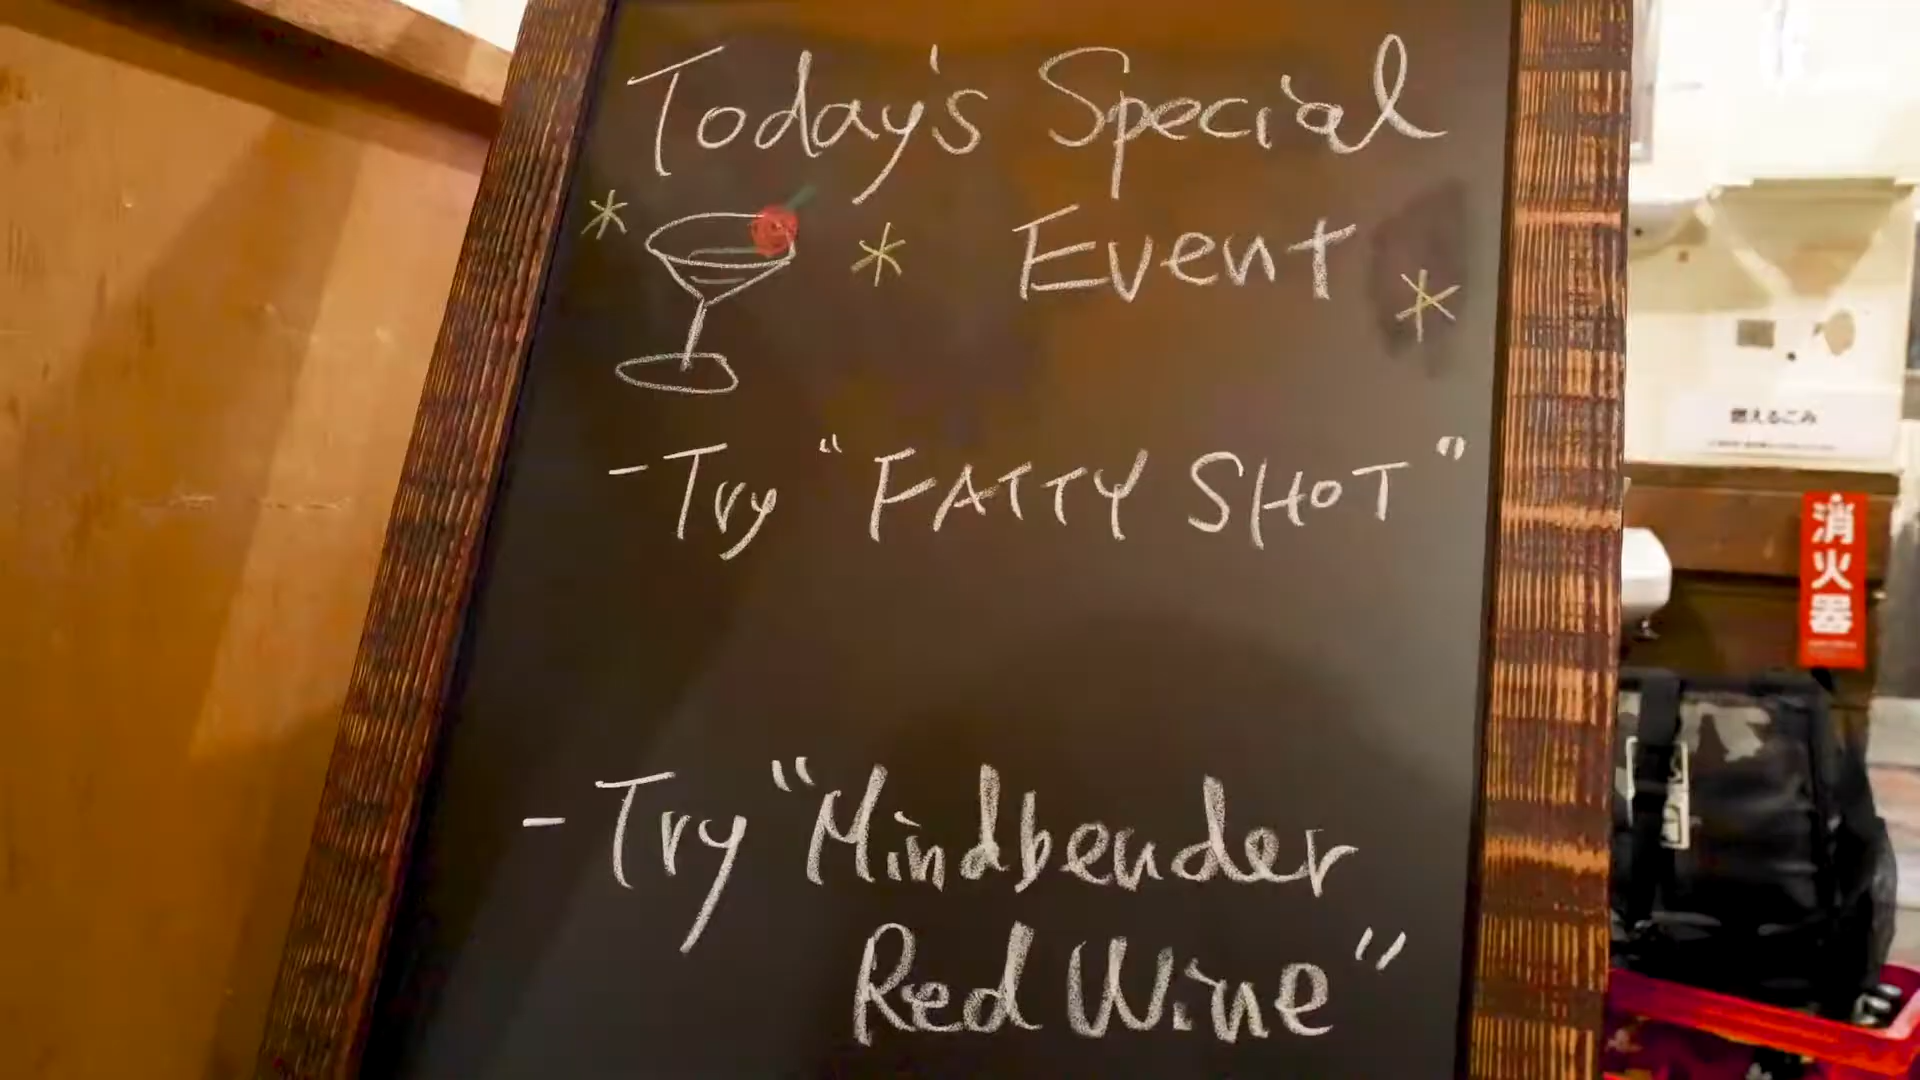 Today's Special
Event
- Try "FATTY SHOT"
- Try "Mindbender
Red Wine"
燃えるごみ
消火器